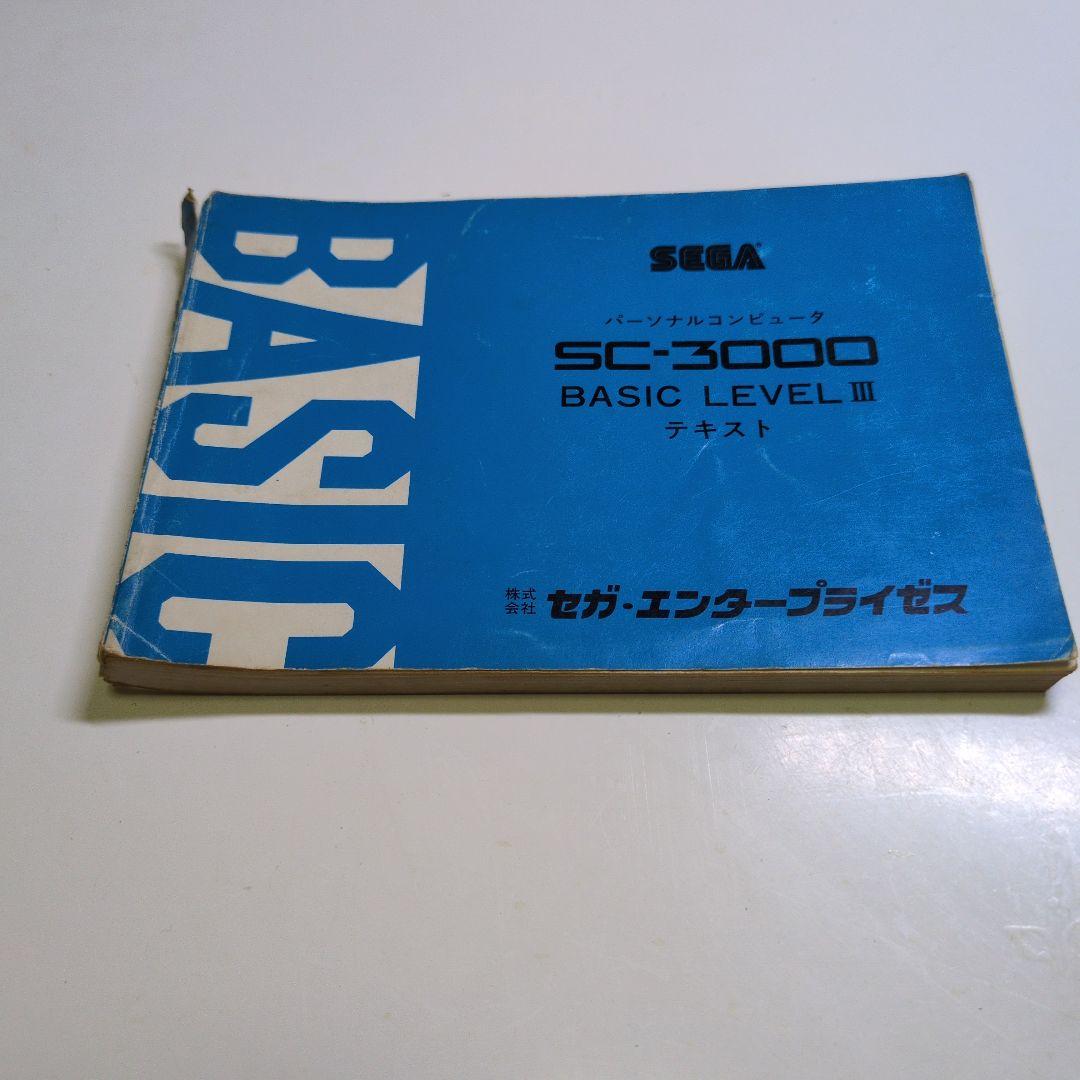 BASIC
SEGA®
パーソナルコンピュータ
SC-3000
BASIC LEVEL III
テキスト
株式会社 セガ・エンタープライゼス